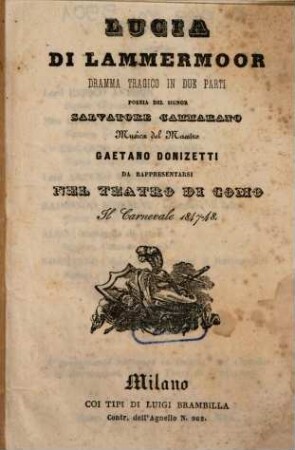 LUCIA
DI LAMMERMOOR
DRAMMA TRAGICO IN DUE PARTI
POESIA DEL SIGNOR
SALVATORE CAMMARANO
Musica del Maestro
GAETANO DONIZETTI
DA RAPPRESENTARSI
NEL TEATRO DI COMO
Il Carnevale 1847-48.
Milano
COI TIPI DI LUIGI BRAMBILLA
Contr. dell'Agnello N. 962.